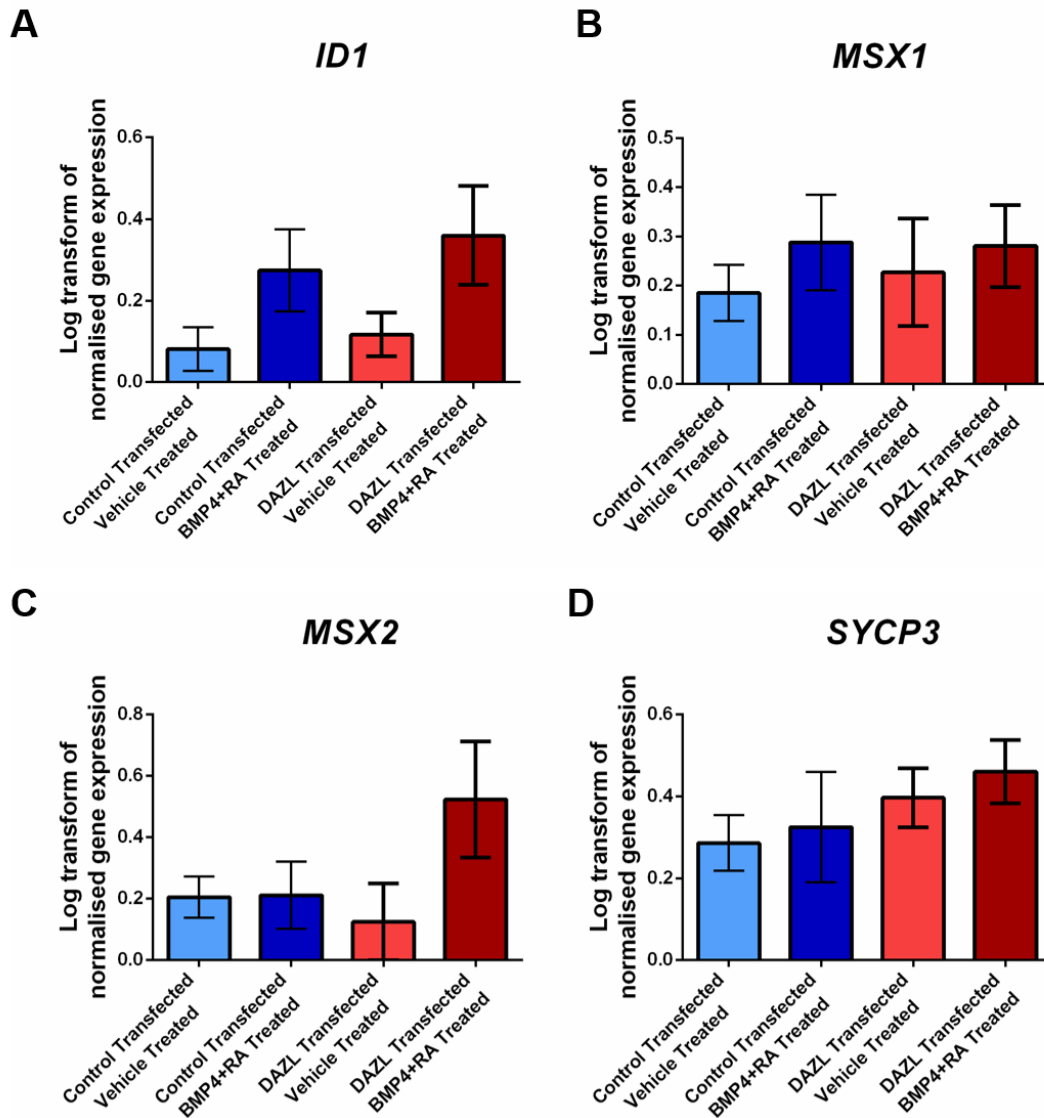 A
ID1
Log transform of
normalised gene expression
0.6
0.4
0.2
0.0
Control Transfected
Vehicle Treated
Control Transfected
BMP4+RA Treated
DAZL Transfected
Vehicle Treated
DAZL Transfected
BMP4+RA Treated
B
MSX1
Log transform of
normalised gene expression
0.5
0.4
0.3
0.2
0.1
0.0
Control Transfected
Vehicle Treated
Control Transfected
BMP4+RA Treated
DAZL Transfected
Vehicle Treated
DAZL Transfected
BMP4+RA Treated
C
MSX2
Log transform of
normalised gene expression
0.8
0.6
0.4
0.2
0.0
Control Transfected
Vehicle Treated
Control Transfected
BMP4+RA Treated
DAZL Transfected
Vehicle Treated
DAZL Transfected
BMP4+RA Treated
D
SYCP3
Log transform of
normalised gene expression
0.6
0.4
0.2
0.0
Control Transfected
Vehicle Treated
Control Transfected
BMP4+RA Treated
DAZL Transfected
Vehicle Treated
DAZL Transfected
BMP4+RA Treated